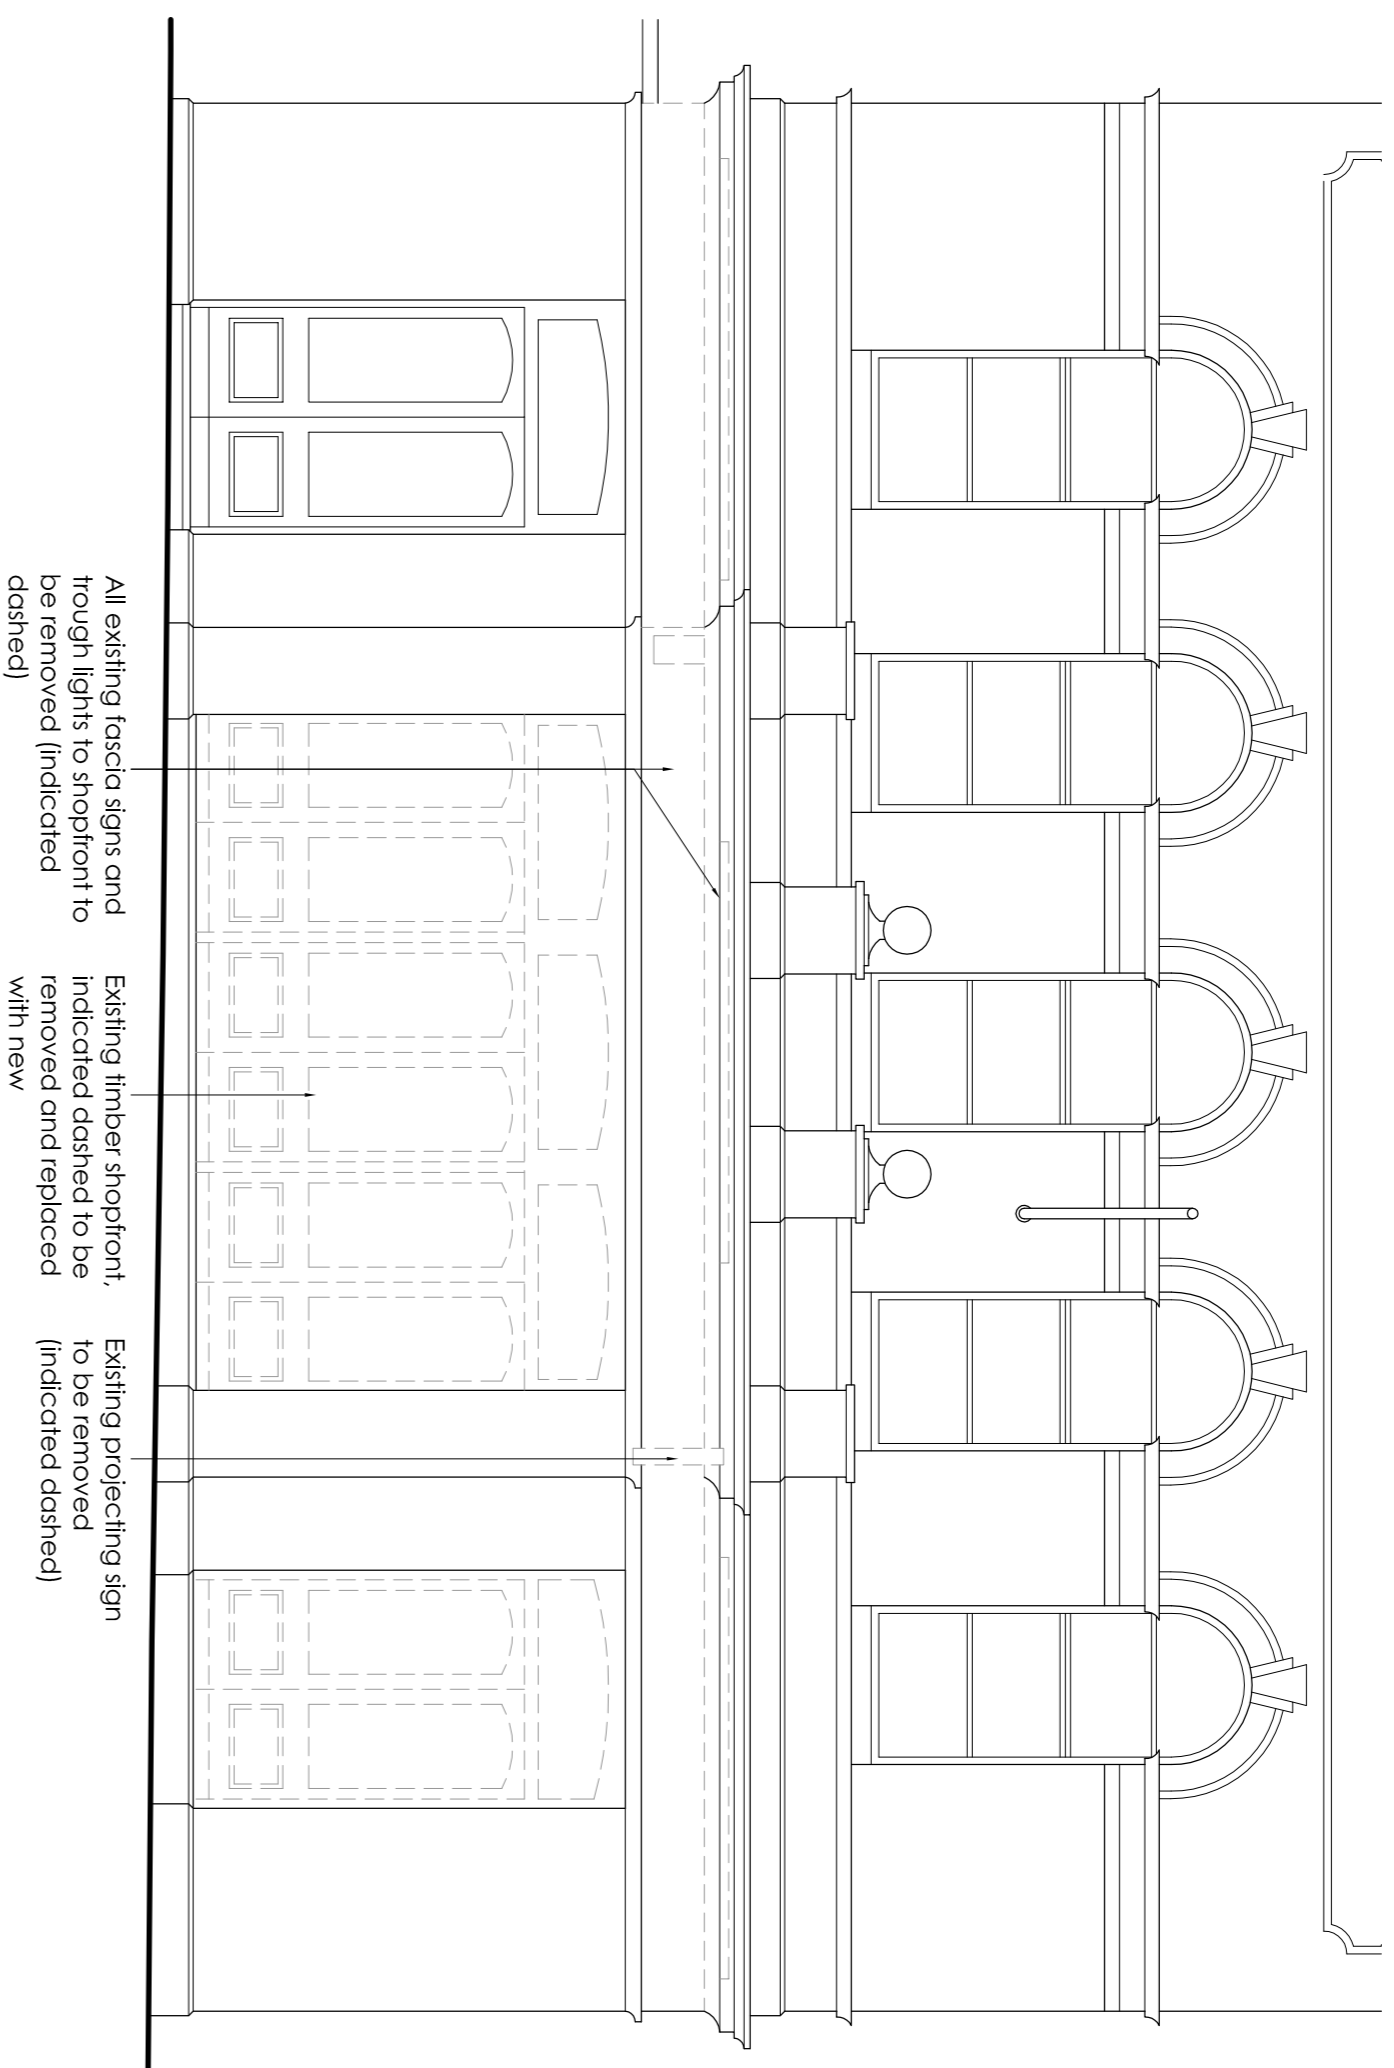 All existing fascia signs and
trough lights to shopfront to
be removed (indicated
dashed)
Existing timber shopfront,
indicated dashed to be
removed and replaced
with new
Existing projecting sign
to be removed
(indicated dashed)